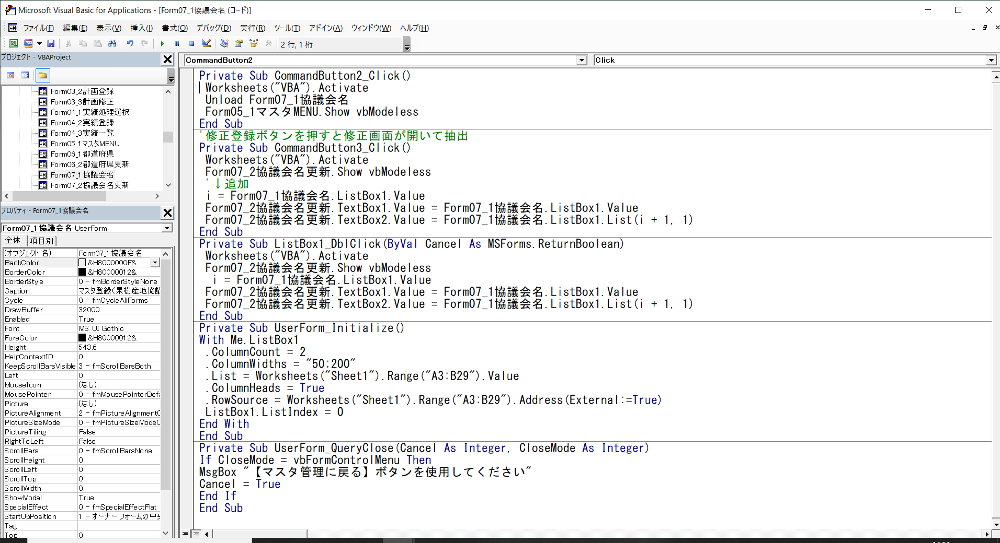 Microsoft Visual Basic for Applications - [Form07_1協議会名 (コード)]
ファイル(F) 編集(E) 表示(V) 挿入(I) 書式(O) デバッグ(D) 実行(R) ツール(T) アドイン(A) ウィンドウ(W) ヘルプ(H)
2 行, 1 桁
プロジェクト - VBAProject
Form03_2計画登録
Form03_3計画修正
Form04_1実績処理選択
Form04_2実績登録
Form04_3実績一覧
Form05_1マスタMENU
Form06_1都道府県
Form06_2都道府県更新
Form07_1協議会名
Form07_2協議会名更新
プロパティ - Form07_1協議会名
Form07_1協議会名 UserForm
全体 項目別
(オブジェクト名) Form07_1協議会名
BackColor &H8000000F&
BorderColor &H80000012&
BorderStyle 0 - fmBorderStyleNone
Caption マスタ登録(果樹産地協議
Cycle 0 - fmCycleAllForms
DrawBuffer 32000
Enabled True
Font MS UI Gothic
ForeColor &H80000012&
Height 543.6
HelpContextID 0
KeepScrollBarsVisible 3 - fmScrollBarsBoth
Left 0
MouseIcon (なし)
MousePointer 0 - fmMousePointerDefa
Picture (なし)
PictureAlignment 2 - fmPictureAlignmentC
PictureSizeMode 0 - fmPictureSizeModeC
PictureTiling False
RightToLeft False
ScrollBars 0 - fmScrollBarsNone
ScrollHeight 0
ScrollLeft 0
ScrollTop 0
ScrollWidth 0
ShowModal True
SpecialEffect 0 - fmSpecialEffectFlat
StartUpPosition 1 - オーナー フォームの中央
Tag
Top 0
CommandButton2 Click
Private Sub CommandButton2_Click()
Worksheets("VBA").Activate
Unload Form07_1協議会名
Form05_1マスタMENU.Show vbModeless
End Sub
'修正登録ボタンを押すと修正画面が開いて抽出
Private Sub CommandButton3_Click()
Worksheets("VBA").Activate
Form07_2協議会名更新.Show vbModeless
'↓追加
i = Form07_1協議会名.ListBox1.Value
Form07_2協議会名更新.TextBox1.Value = Form07_1協議会名.ListBox1.Value
Form07_2協議会名更新.TextBox2.Value = Form07_1協議会名.ListBox1.List(i + 1, 1)
End Sub
Private Sub ListBox1_DblClick(ByVal Cancel As MSForms.ReturnBoolean)
Worksheets("VBA").Activate
Form07_2協議会名更新.Show vbModeless
i = Form07_1協議会名.ListBox1.Value
Form07_2協議会名更新.TextBox1.Value = Form07_1協議会名.ListBox1.Value
Form07_2協議会名更新.TextBox2.Value = Form07_1協議会名.ListBox1.List(i + 1, 1)
End Sub
Private Sub UserForm_Initialize()
With Me.ListBox1
.ColumnCount = 2
.ColumnWidths = "50;200"
.List = Worksheets("Sheet1").Range("A3:B29").Value
.ColumnHeads = True
.RowSource = Worksheets("Sheet1").Range("A3:B29").Address(External:=True)
ListBox1.ListIndex = 0
End With
End Sub
Private Sub UserForm_QueryClose(Cancel As Integer, CloseMode As Integer)
If CloseMode = vbFormControlMenu Then
MsgBox "【マスタ管理に戻る】ボタンを使用してください"
Cancel = True
End If
End Sub